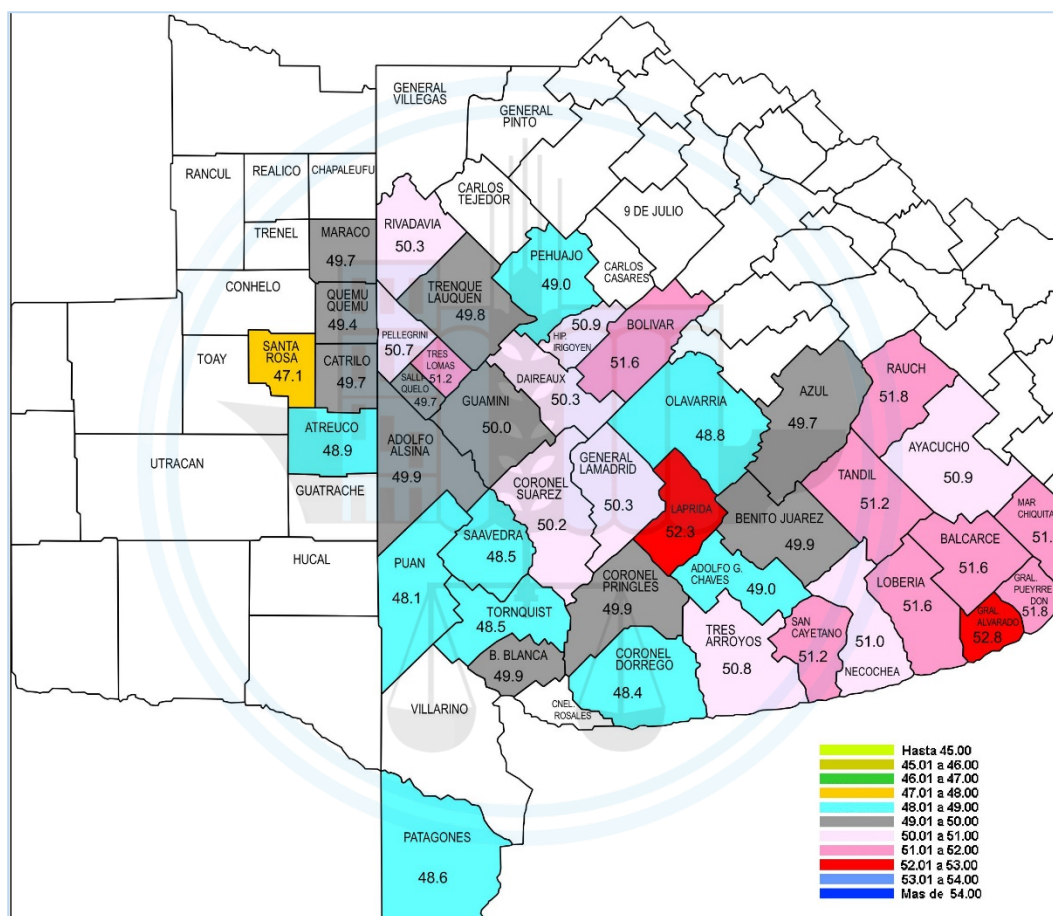 GENERAL
VILLEGAS
GENERAL
PINTO
RANCUL
REALICO
CHAPALEUFU
CARLOS
TEJEDOR
RIVADAVIA
50.3
9 DE JULIO
TRENEL
MARACO
49.7
PEHUAJO
49.0
CARLOS
CASARES
CONHELO
QUEMU
QUEMU
49.4
TRENQUE
LAUQUEN
49.8
50.9
HIP.
IRIGOYEN
BOLIVAR
51.6
TOAY
SANTA
ROSA
47.1
CATRILO
49.7
PELLEGRINI
50.7
TRES
LOMAS
51.2
SALLI
QUELO
49.7
DAIREAUX
50.3
GUAMINI
50.0
OLAVARRIA
48.8
AZUL
49.7
RAUCH
51.8
ATREUCO
48.9
ADOLFO
ALSINA
49.9
AYACUCHO
50.9
UTRACAN
GUATRACHE
CORONEL
SUAREZ
50.2
GENERAL
LAMADRID
50.3
LAPRIDA
52.3
TANDIL
51.2
MAR
CHIQUITA
51.
BENITO JUAREZ
49.9
BALCARCE
51.6
HUCAL
PUAN
48.1
SAAVEDRA
48.5
CORONEL
PRINGLES
49.9
ADOLFO G.
CHAVES
49.0
LOBERIA
51.6
GRAL.
PUEYRRE
DON
51.8
TORNQUIST
48.5
TRES
ARROYOS
50.8
SAN
CAYETANO
51.2
51.0
NECOCHEA
GRAL.
ALVARADO
52.8
B. BLANCA
49.9
CORONEL
DORREGO
48.4
VILLARINO
CNEL.
ROSALES
PATAGONES
48.6
Hasta 45.00
45.01 a 46.00
46.01 a 47.00
47.01 a 48.00
48.01 a 49.00
49.01 a 50.00
50.01 a 51.00
51.01 a 52.00
52.01 a 53.00
53.01 a 54.00
Mas de 54.00